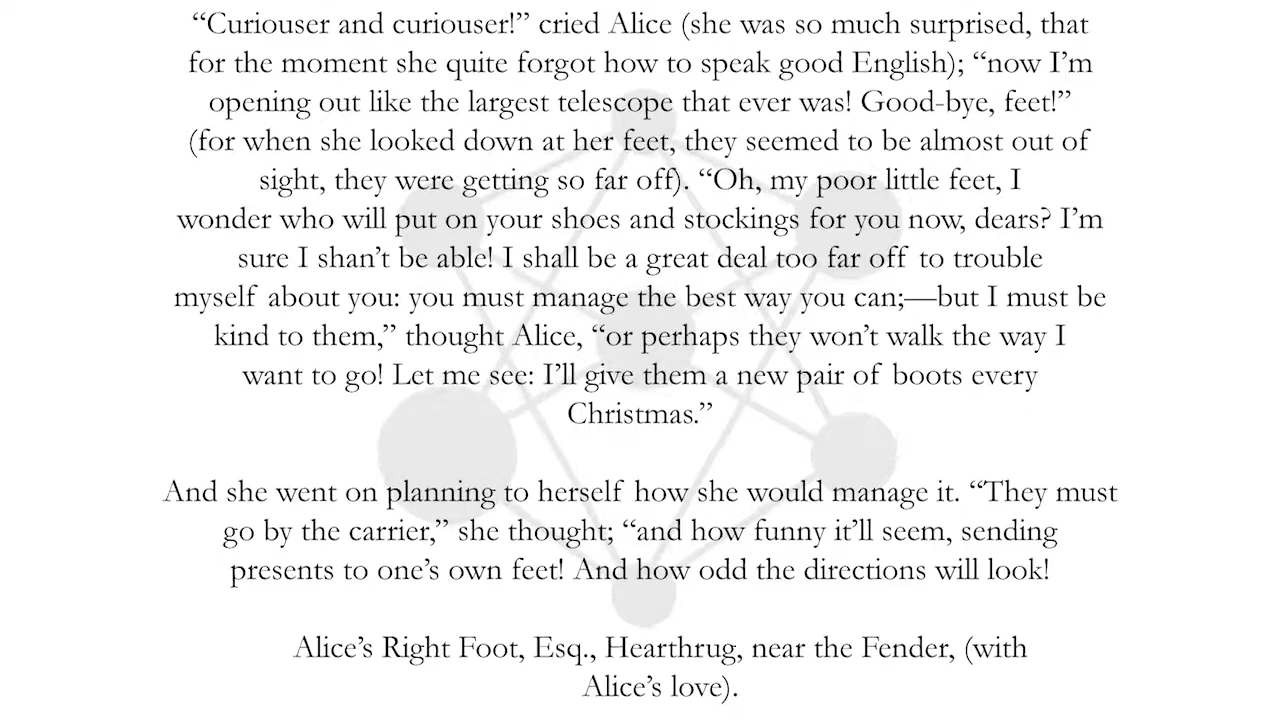 “Curiouser and curiouser!” cried Alice (she was so much surprised, that
for the moment she quite forgot how to speak good English); “now I’m
opening out like the largest telescope that ever was! Good-bye, feet!”
(for when she looked down at her feet, they seemed to be almost out of
sight, they were getting so far off). “Oh, my poor little feet, I
wonder who will put on your shoes and stockings for you now, dears? I’m
sure I shan’t be able! I shall be a great deal too far off to trouble
myself about you: you must manage the best way you can;—but I must be
kind to them,” thought Alice, “or perhaps they won’t walk the way I
want to go! Let me see: I’ll give them a new pair of boots every
Christmas.”
And she went on planning to herself how she would manage it. “They must
go by the carrier,” she thought; “and how funny it’ll seem, sending
presents to one’s own feet! And how odd the directions will look!
Alice’s Right Foot, Esq., Hearthrug, near the Fender, (with
Alice’s love).